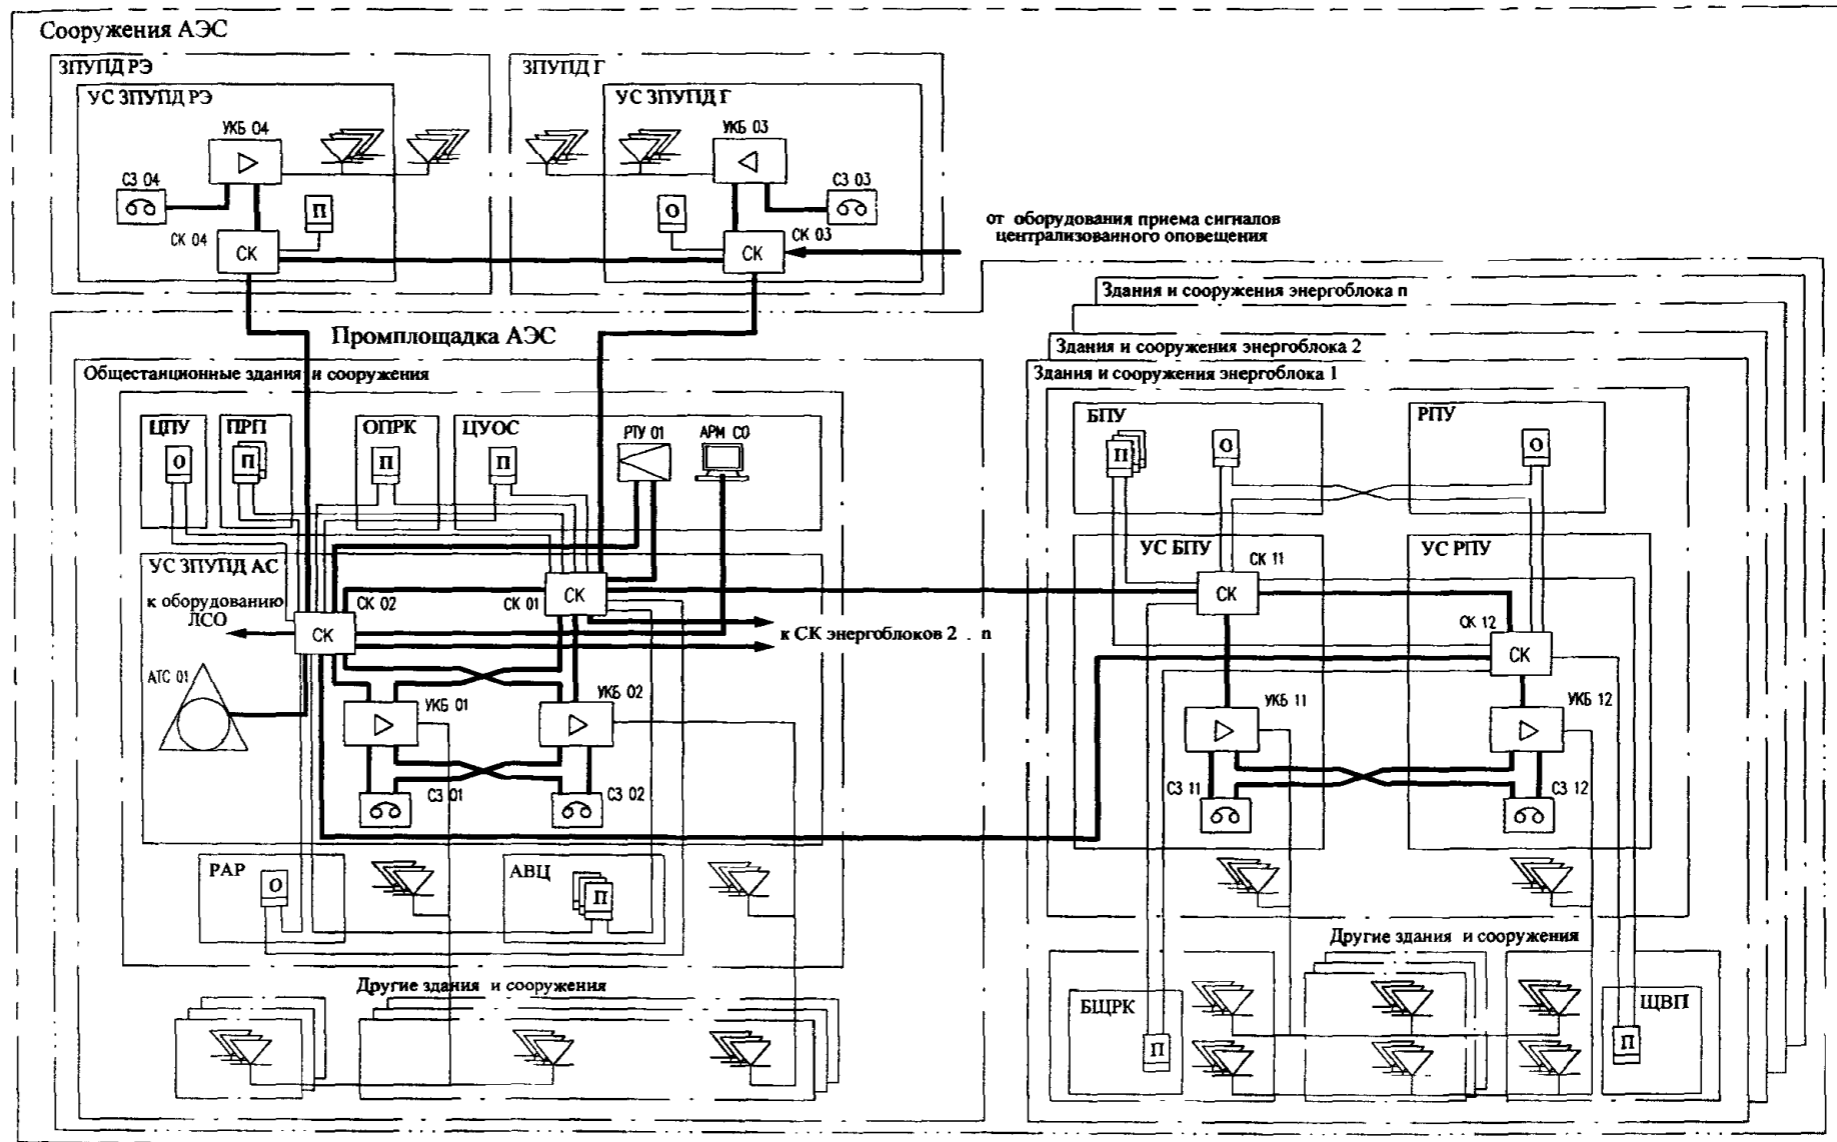 Сооружения АЭС
ЗПУПД РЭ
ЗПУПД Г
УС ЗПУПД РЭ
УС ЗПУПД Г
УКБ 04
УКБ 03
СЗ 04
СЗ 03
П
О
СК 04
СК
СК
СК 03
от оборудования приема сигналов
централизованного оповещения
Здания и сооружения энергоблока n
Промплощадка АЭС
Здания и сооружения энергоблока 2
Общестанционные здания и сооружения
Здания и сооружения энергоблока 1
ЦПУ
ПРП
ОПРК
ЦУОС
РТУ 01
АРМ СО
БПУ
РПУ
О
П
П
П
П
О
О
УС ЗПУПД АС
УС БПУ
УС РПУ
СК 11
к оборудованию
ЛСО
СК 02
СК 01
СК
СК
СК 12
СК
к СК энергоблоков 2 . n
СК
АТС 01
УКБ 01
УКБ 02
УКБ 11
УКБ 12
СЗ 01
СЗ 02
СЗ 11
СЗ 12
РАР
О
АВЦ
П
Другие здания и сооружения
Другие здания и сооружения
БЩРК
П
П
ЩВП